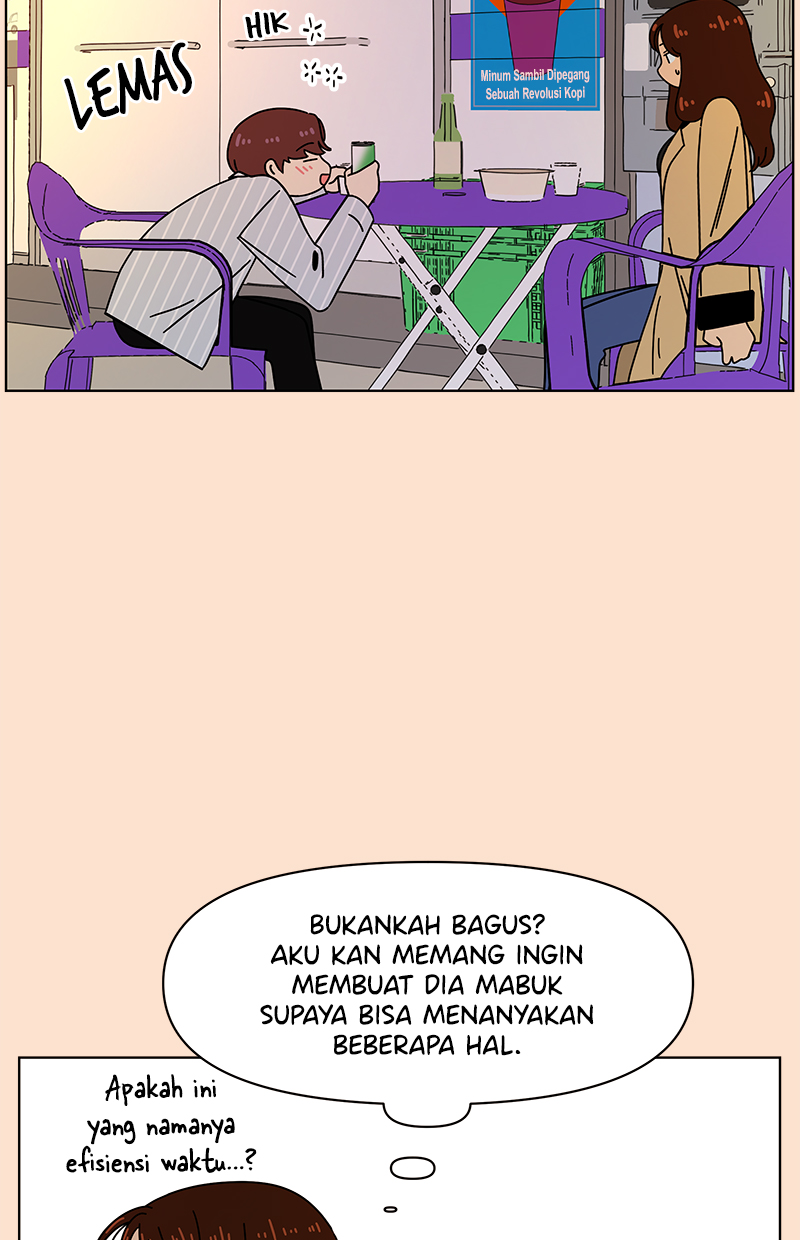 HIK
LEMAS
Minum Sambil Dipegang
Sebuah Revolusi Kopi
BUKANKAH BAGUS?
AKU KAN MEMANG INGIN
MEMBUAT DIA MABUK
SUPAYA BISA MENANYAKAN
BEBERAPA HAL.
Apakah ini
yang namanya
efisiensi waktu...?